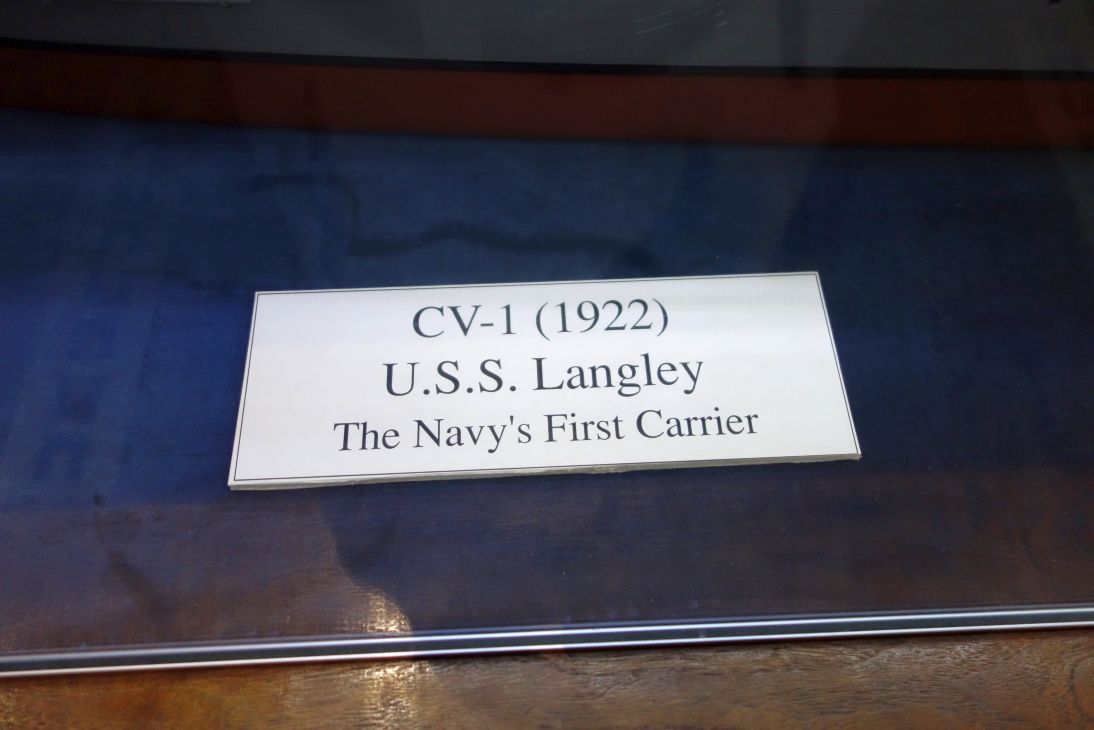 CV-1 (1922)
U.S.S. Langley
The Navy's First Carrier